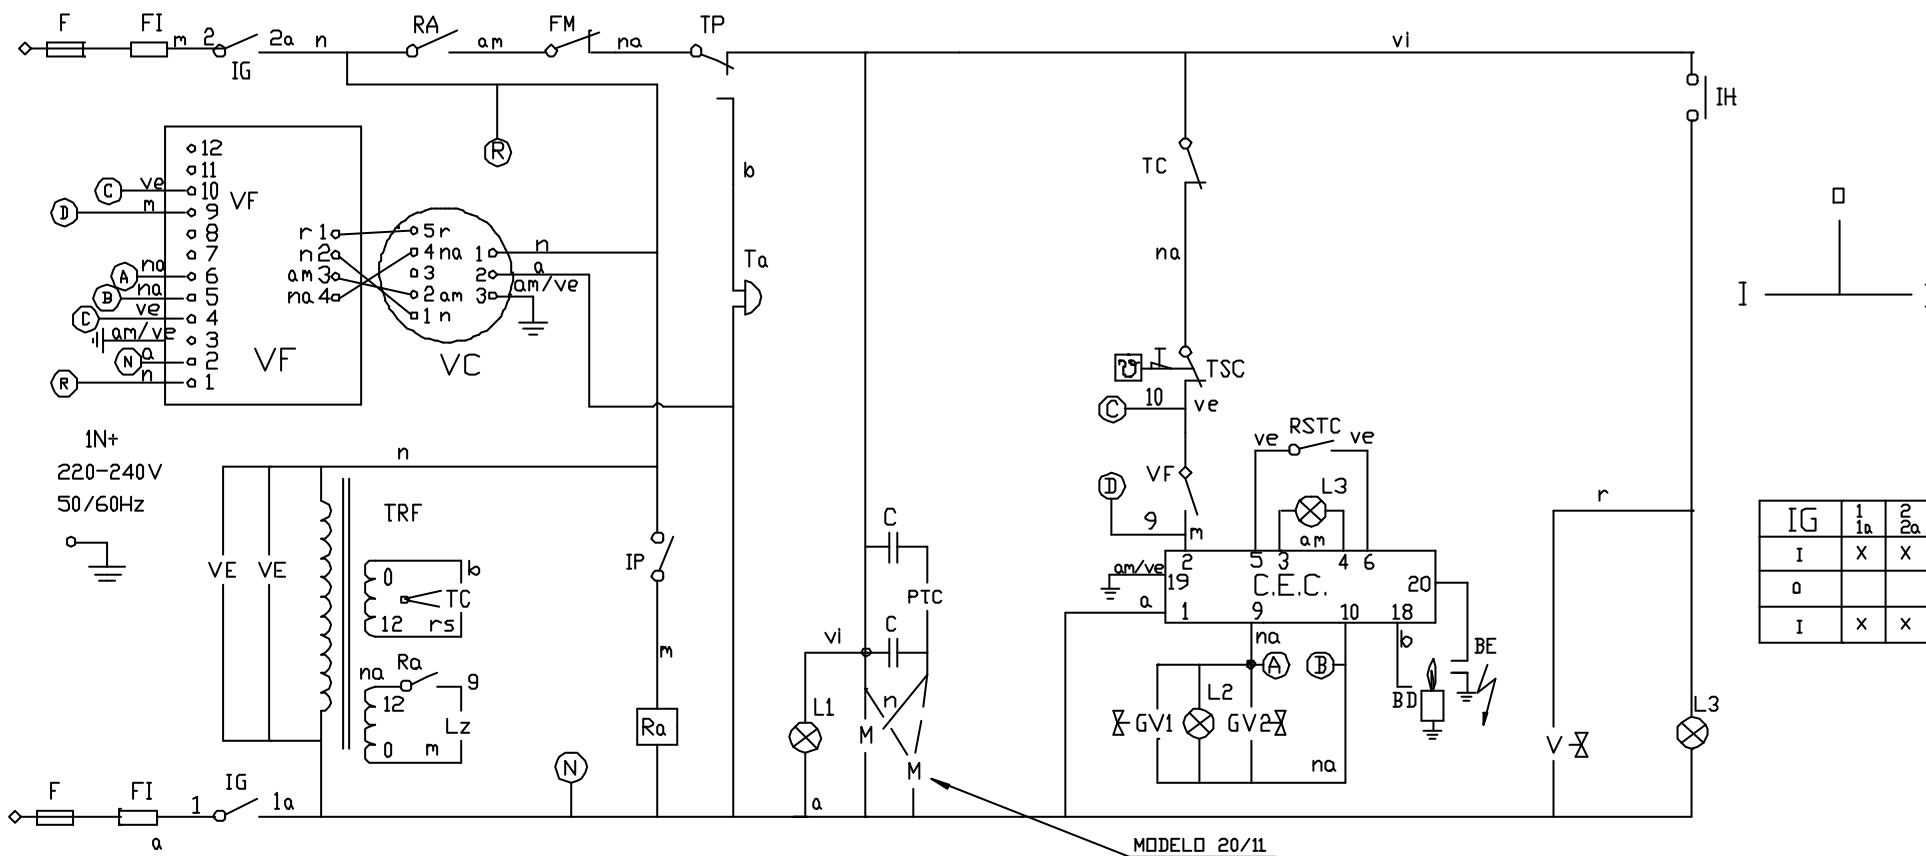 F FI m 2 2a n RA am FM na TP vi
IG
IH
R
12
11
C ve 10 VF
D m 9
8
7
A na 6
B na 5
C ve 4
am/ve 3
N a 2
R n 1
VF
r 1
n 2
am 3
na 4
5 r
4 na
3
2 am
1 n
1 n
2 a
3 am/ve
VC
b
Ta
TC
na
I TSC
C 10 ve
VF
D 9 m
ve RSTC ve
L3
am
1N+
220-240V
50/60Hz
n
VE VE TRF
0 b
TC
12 rs
na Ra 9
12
Lz
0 m
IP
m
Ra
C
PTC
vi C
L1 n
M
M
a
am/ve 2 5 3 4 6
19 C.E.C. 20
a 1 9 10 18
na b BE
A B
L2 BD
GV1 GV2
na
r
V
L3
O
I
IG 1 2
1a 2a
I X X
O
I X X
F FI 1 IG 1a N
a
MODELO 20/11